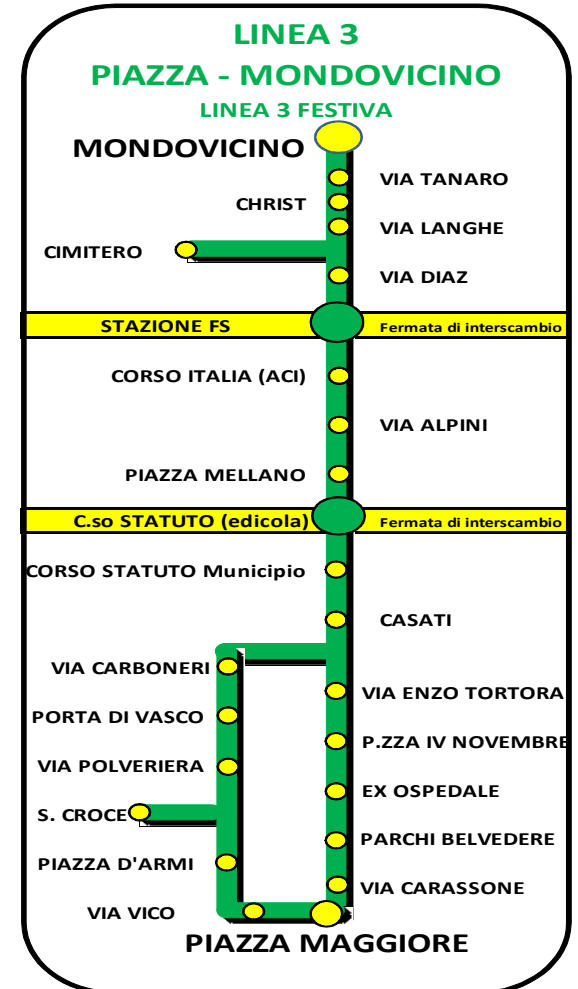 LINEA 3
PIAZZA - MONDOVICINO
LINEA 3 FESTIVA
MONDOVICINO
VIA TANARO
CHRIST
VIA LANGHE
CIMITERO
VIA DIAZ
STAZIONE FS Fermata di interscambio
CORSO ITALIA (ACI)
VIA ALPINI
PIAZZA MELLANO
C.so STATUTO (edicola) Fermata di interscambio
CORSO STATUTO Municipio
CASATI
VIA CARBONERI
VIA ENZO TORTORA
PORTA DI VASCO
P.ZZA IV NOVEMBRE
VIA POLVERIERA
EX OSPEDALE
S. CROCE
PARCHI BELVEDERE
PIAZZA D'ARMI
VIA CARASSONE
VIA VICO
PIAZZA MAGGIORE